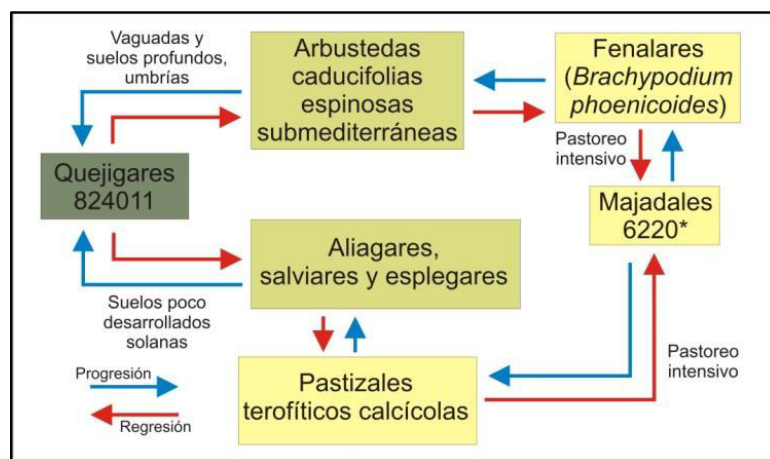 Vaguadas y
suelos profundos,
umbrías
Arbustedas
caducifolias
espinosas
submediterráneas
Fenalares
(Brachypodium
phoenicoides)
Pastoreo
intensivo
Quejigares
824011
Majadales
6220*
Aliagares,
salviares y esplegares
Suelos poco
desarrollados
solanas
Pastoreo
intensivo
Progresión
Regresión
Pastizales
terofíticos calcícolas